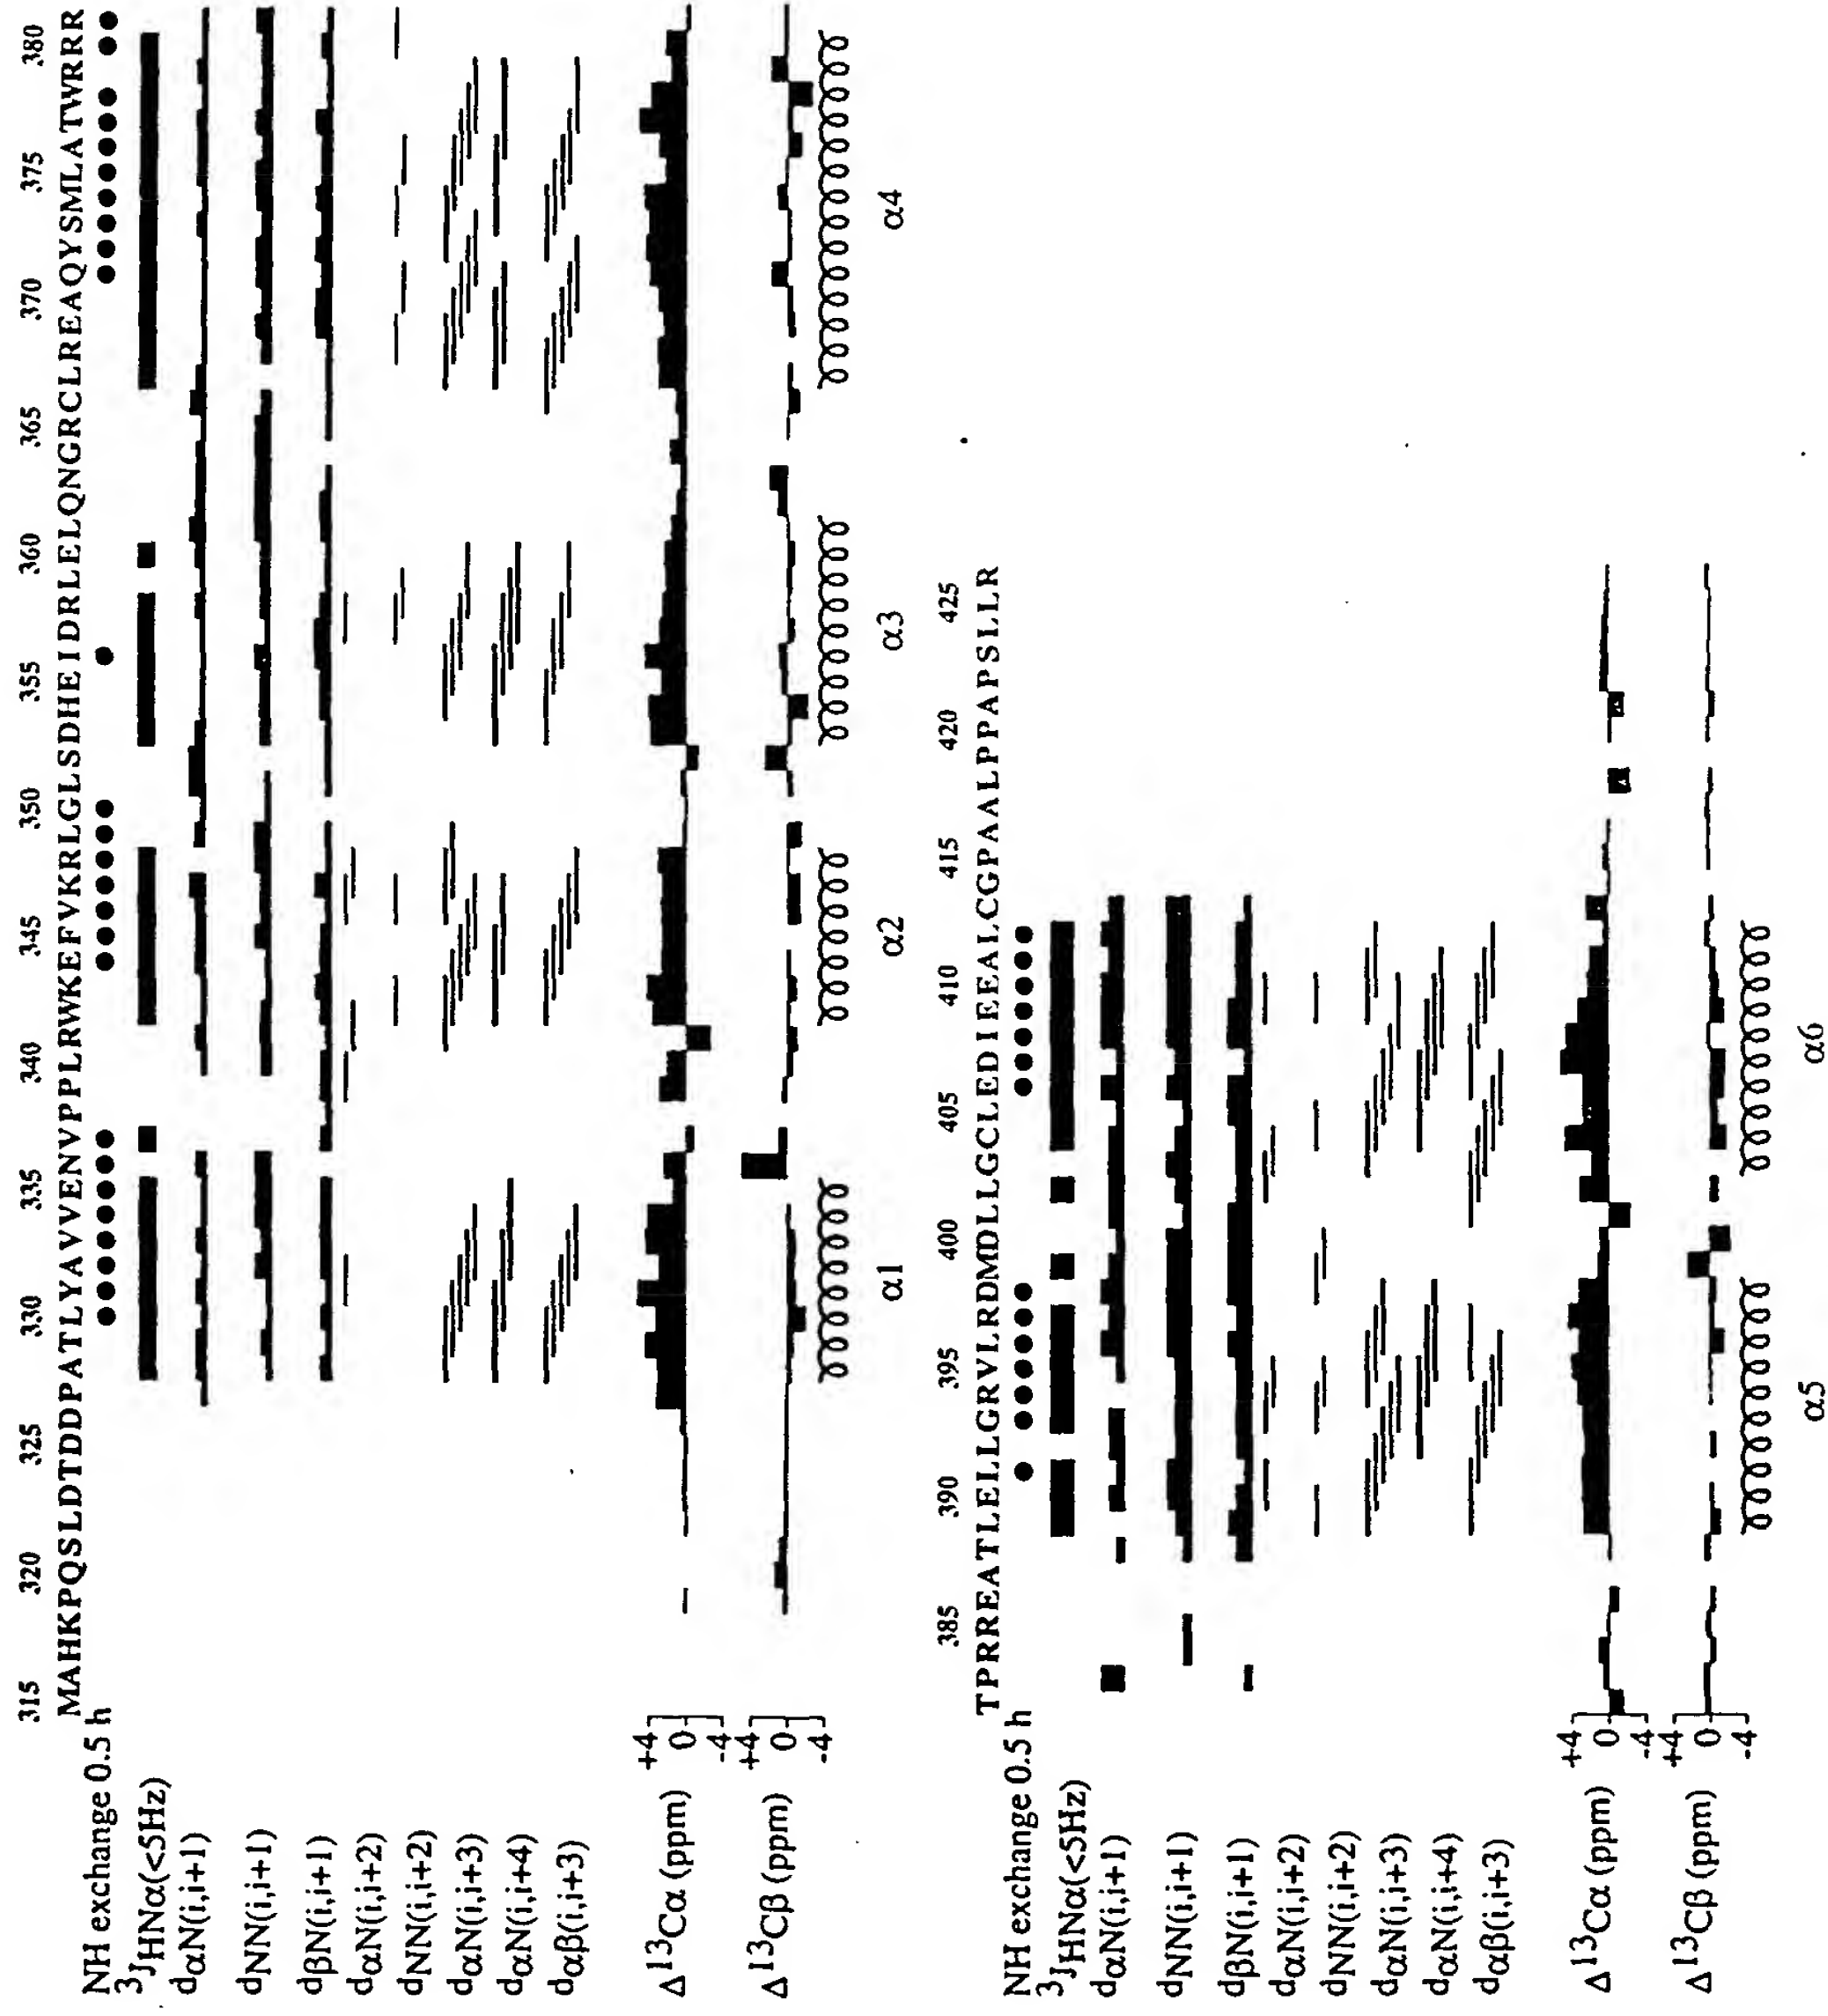 315 320 325 330 335 340 345 350 355 360 365 370 375 380
MAHKPQSLDTDDPATLYAVVENVPPLRWKEFVKRLGLSDHEIDRLELQNGRCLREAQYSMLATWRRR
NH exchange 0.5 h
³JHNα(<5Hz)
dαN(i,i+1)
dNN(i,i+1)
dβN(i,i+1)
dαN(i,i+2)
dNN(i,i+2)
dαN(i,i+3)
dαN(i,i+4)
dαβ(i,i+3)
Δ ¹³Cα (ppm)
+4
0
-4
Δ ¹³Cβ (ppm)
+4
0
-4
α1 α2 α3 α4
385 390 395 400 405 410 415 420 425
TPRREATLELLGRVLRDMDLLGCLEDIEEALCGPAALPPAPSLLR
NH exchange 0.5 h
³JHNα(<5Hz)
dαN(i,i+1)
dNN(i,i+1)
dβN(i,i+1)
dαN(i,i+2)
dNN(i,i+2)
dαN(i,i+3)
dαN(i,i+4)
dαβ(i,i+3)
Δ ¹³Cα (ppm)
+4
0
-4
Δ ¹³Cβ (ppm)
+4
0
-4
α5 α6